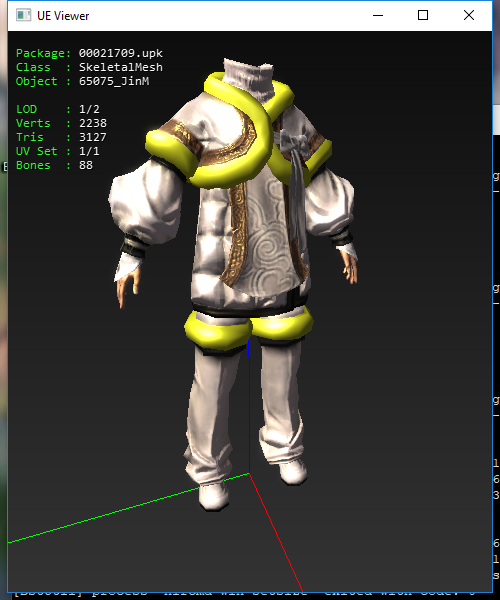 UE Viewer
Package: 00021709.upk
Class : SkeletalMesh
Object : 65075_JinM
LOD : 1/2
Verts : 2238
Tris : 3127
UV Set : 1/1
Bones : 88